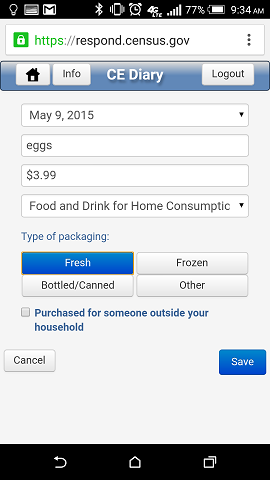 77% 9:34 AM
https://respond.census.gov
Info CE Diary Logout
May 9, 2015
eggs
$3.99
Food and Drink for Home Consumptic
Type of packaging:
Fresh Frozen
Bottled/Canned Other
Purchased for someone outside your
household
Cancel Save